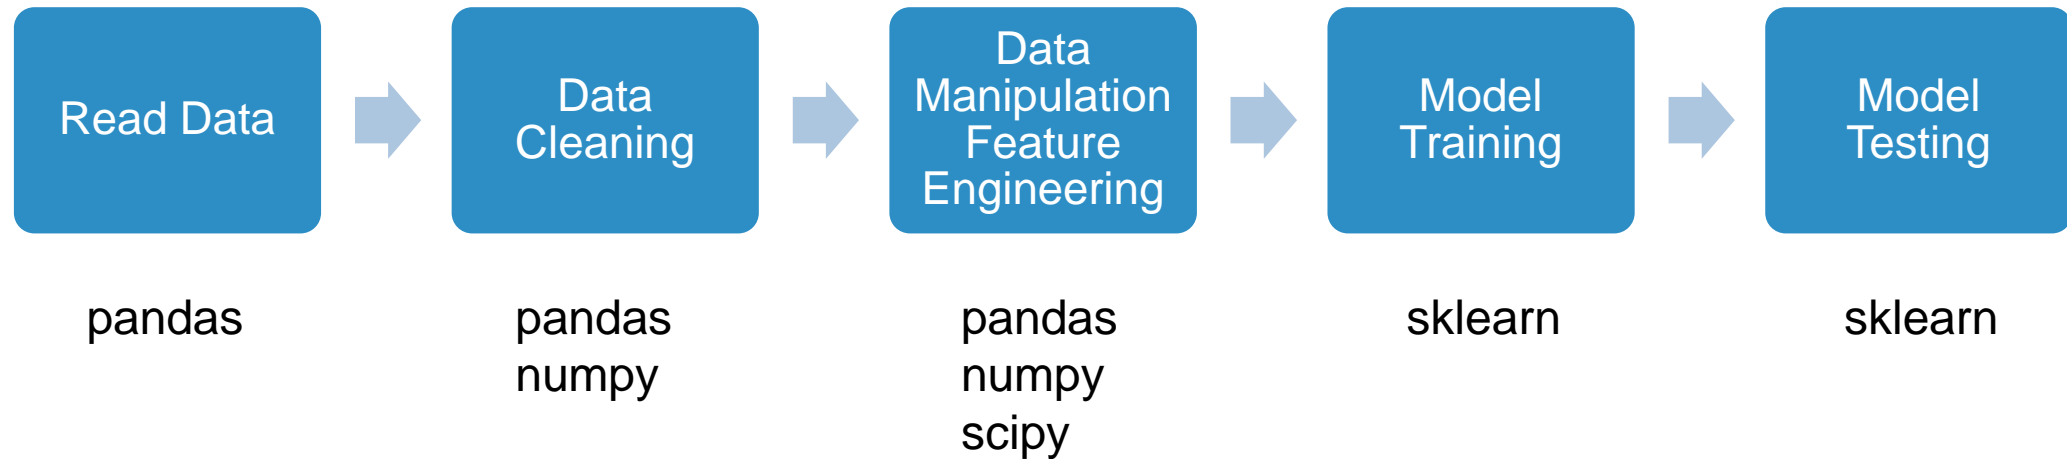 Read Data
Data
Cleaning
Data
Manipulation
Feature
Engineering
Model
Training
Model
Testing
pandas
pandas
numpy
pandas
numpy
scipy
sklearn
sklearn